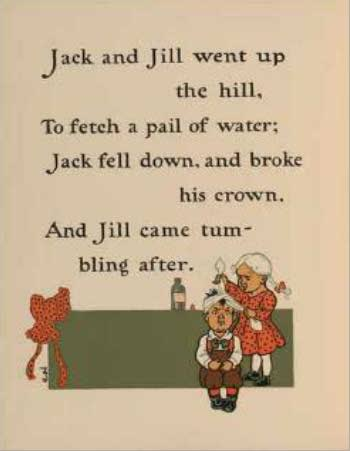 Jack and Jill went up
the hill,
To fetch a pail of water;
Jack fell down, and broke
his crown.
And Jill came tum-
bling after.